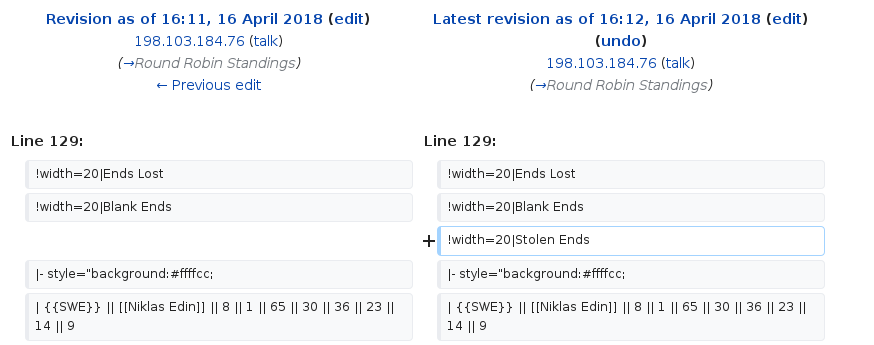 Revision as of 16:11, 16 April 2018 (edit)
198.103.184.76 (talk)
(→Round Robin Standings)
← Previous edit
Latest revision as of 16:12, 16 April 2018 (edit)
(undo)
198.103.184.76 (talk)
(→Round Robin Standings)
Line 129:
Line 129:
!width=20|Ends Lost
!width=20|Ends Lost
!width=20|Blank Ends
!width=20|Blank Ends
+ !width=20|Stolen Ends
|- style="background:#ffffcc;
|- style="background:#ffffcc;
| {{SWE}} || [[Niklas Edin]] || 8 || 1 || 65 || 30 || 36 || 23 ||
14 || 9
| {{SWE}} || [[Niklas Edin]] || 8 || 1 || 65 || 30 || 36 || 23 ||
14 || 9